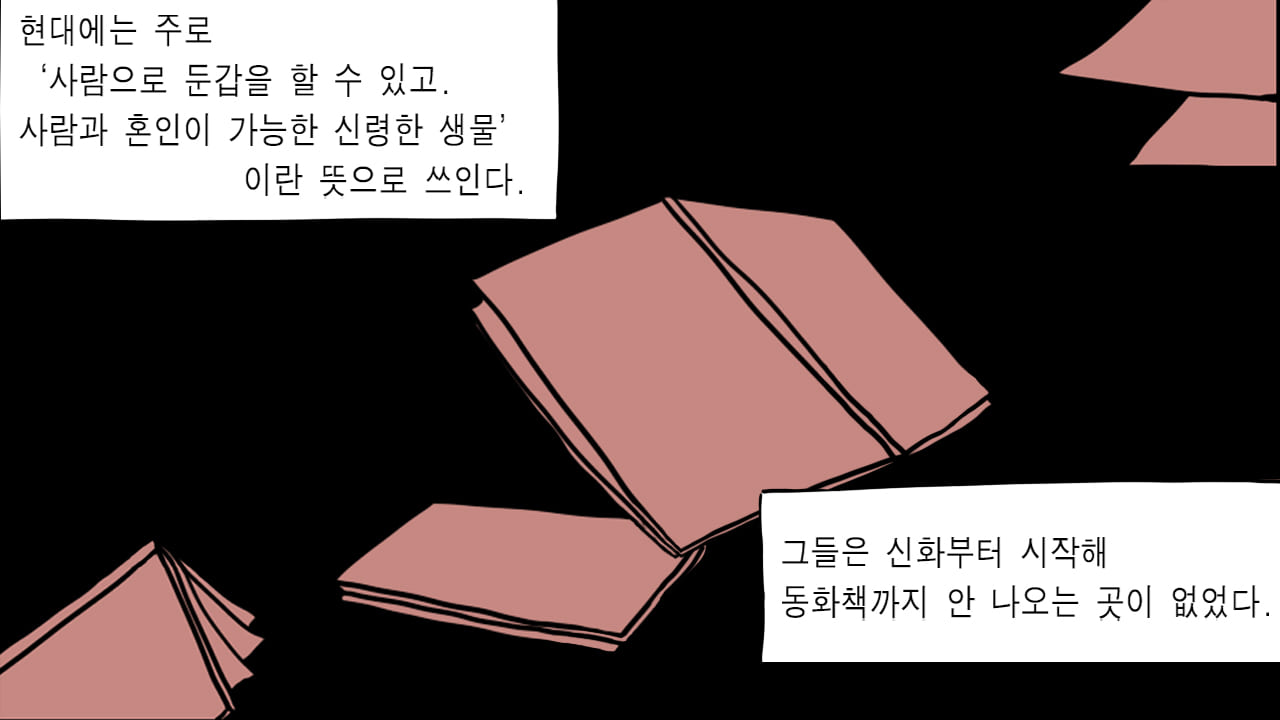 현대에는 주로
‘사람으로 둔갑을 할 수 있고.
사람과 혼인이 가능한 신령한 생물’
이란 뜻으로 쓰인다.
그들은 신화부터 시작해
동화책까지 안 나오는 곳이 없었다.